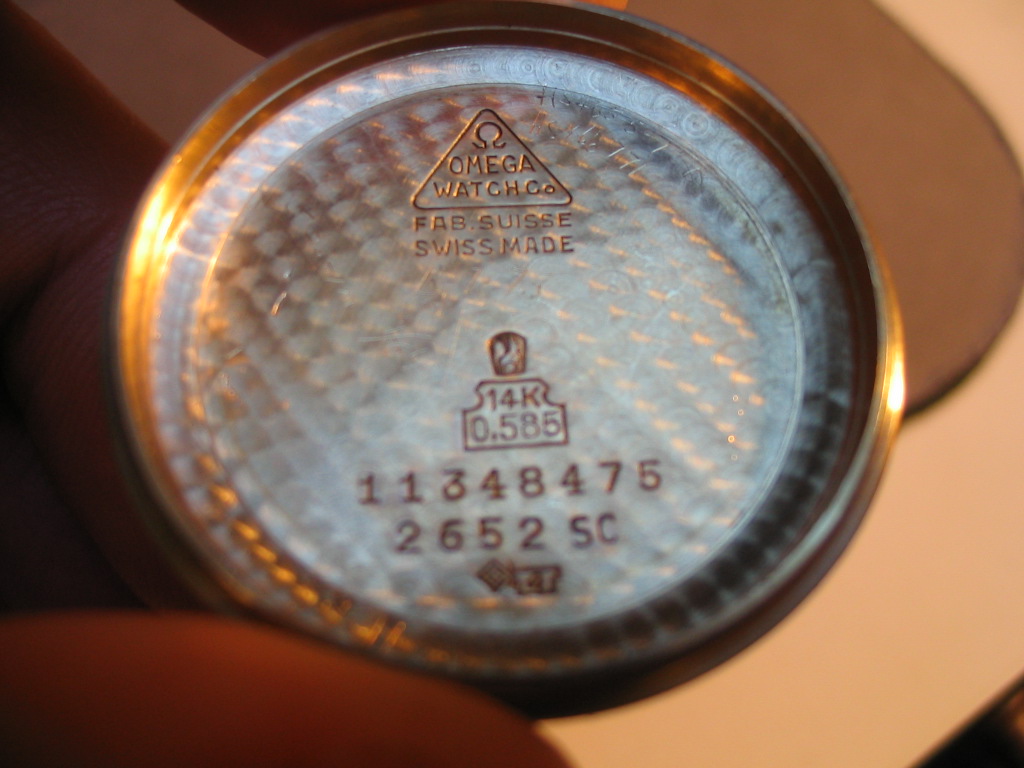 Ω
OMEGA
WATCH Co
FAB. SUISSE
SWISS MADE
14K
0.585
11348475
2652 SC